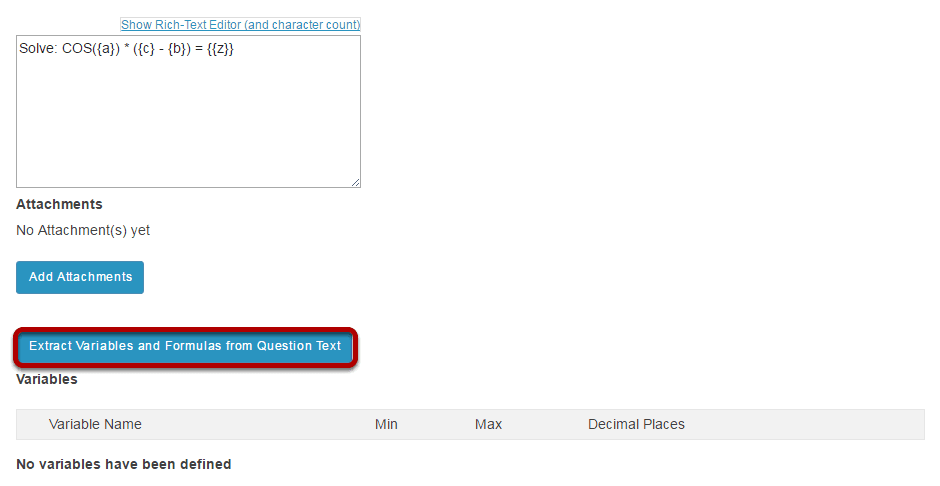 Show Rich-Text Editor (and character count)
Solve: COS({a}) * ({c} - {b}) = {{z}}
Attachments
No Attachment(s) yet
Add Attachments
Extract Variables and Formulas from Question Text
Variables
Variable Name Min Max Decimal Places
No variables have been defined